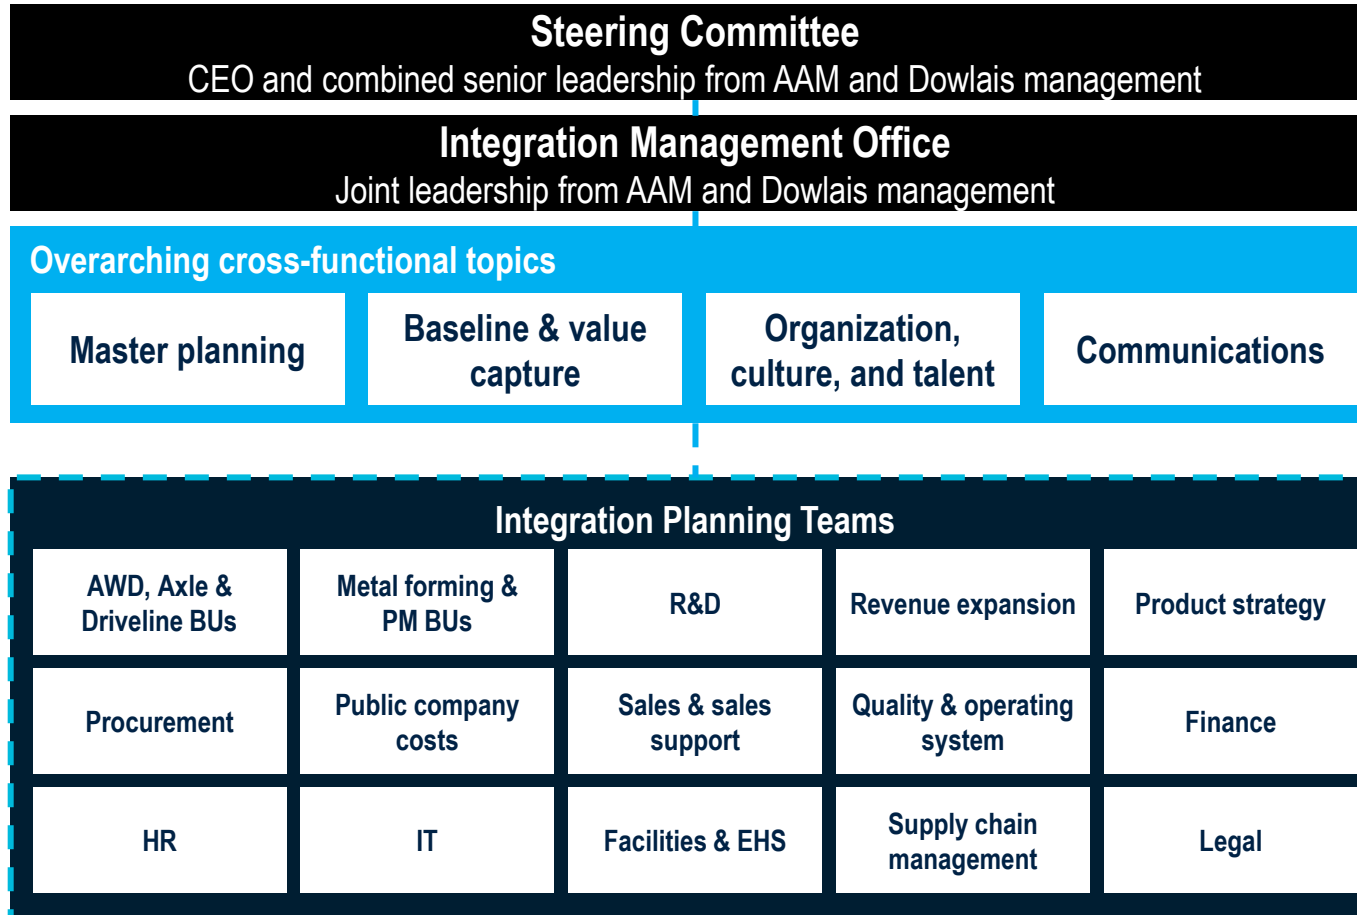 Steering Committee
CEO and combined senior leadership from AAM and Dowlais management
Integration Management Office
Joint leadership from AAM and Dowlais management
Overarching cross-functional topics
Master planning
Baseline & value
capture
Organization,
culture, and talent
Communications
Integration Planning Teams
AWD, Axle &
Driveline BUs
Metal forming &
PM BUs
R&D
Revenue expansion
Product strategy
Procurement
Public company
costs
Sales & sales
support
Quality & operating
system
Finance
HR
IT
Facilities & EHS
Supply chain
management
Legal